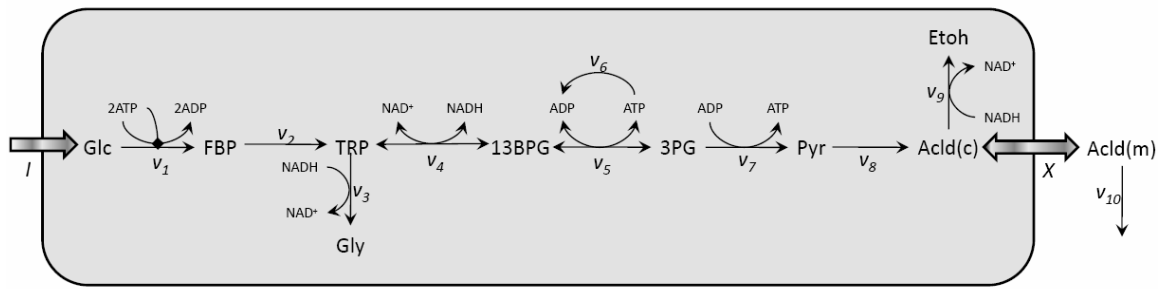 Etoh
NAD⁺
v₆
v₉
2ATP
2ADP
NAD⁺
NADH
ADP
ATP
ADP
ATP
NADH
v₂
Glc
FBP
TRP
13BPG
3PG
Pyr
Acld(c)
Acld(m)
I
v₁
NADH
v₄
v₅
v₇
v₈
X
v₃
v₁₀
NAD⁺
Gly